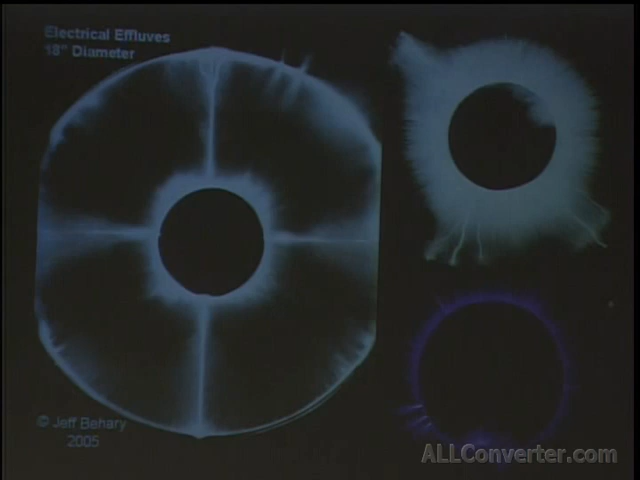 Electrical Effluves
18" Diameter
© Jeff Behary
2005
ALLConverter.com